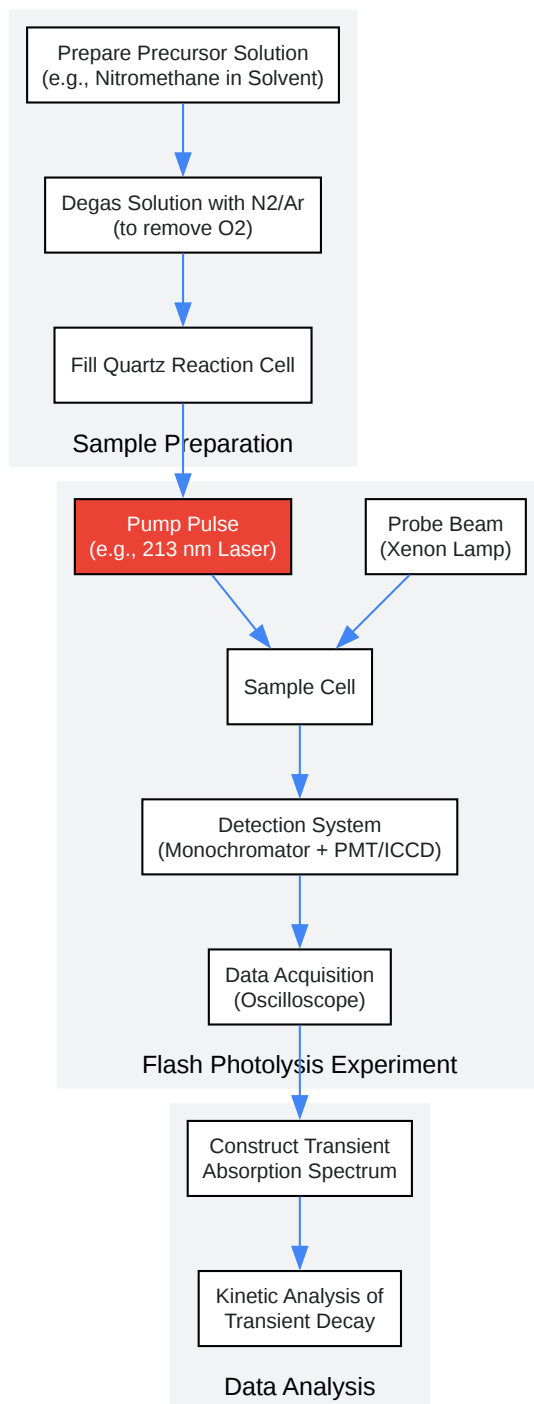 Prepare Precursor Solution
(e.g., Nitromethane in Solvent)
Degas Solution with N2/Ar
(to remove O2)
Fill Quartz Reaction Cell
Sample Preparation
Pump Pulse
(e.g., 213 nm Laser)
Probe Beam
(Xenon Lamp)
Sample Cell
Detection System
(Monochromator + PMT/ICCD)
Data Acquisition
(Oscilloscope)
Flash Photolysis Experiment
Construct Transient
Absorption Spectrum
Kinetic Analysis of
Transient Decay
Data Analysis